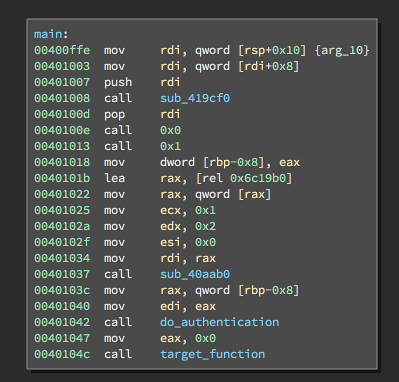 main:
00400ffe mov rdi, qword [rsp+0x10] {arg_10}
00401003 mov rdi, qword [rdi+0x8]
00401007 push rdi
00401008 call sub_419cf0
0040100d pop rdi
0040100e call 0x0
00401013 call 0x1
00401018 mov dword [rbp-0x8], eax
0040101b lea rax, [rel 0x6c19b0]
00401022 mov rax, qword [rax]
00401025 mov ecx, 0x1
0040102a mov edx, 0x2
0040102f mov esi, 0x0
00401034 mov rdi, rax
00401037 call sub_40aab0
0040103c mov rax, qword [rbp-0x8]
00401040 mov edi, eax
00401042 call do_authentication
00401047 mov eax, 0x0
0040104c call target_function